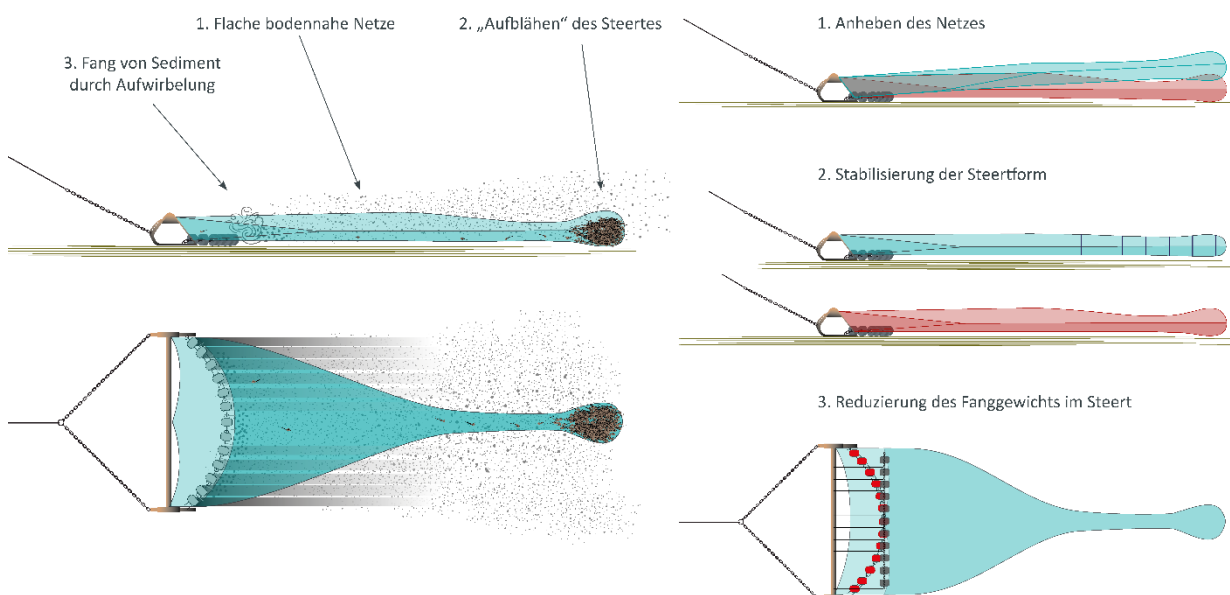 1. Flache bodennahe Netze
2. „Aufblähen“ des Steertes
3. Fang von Sediment
durch Aufwirbelung
1. Anheben des Netzes
2. Stabilisierung der Steertform
3. Reduzierung des Fanggewichts im Steert